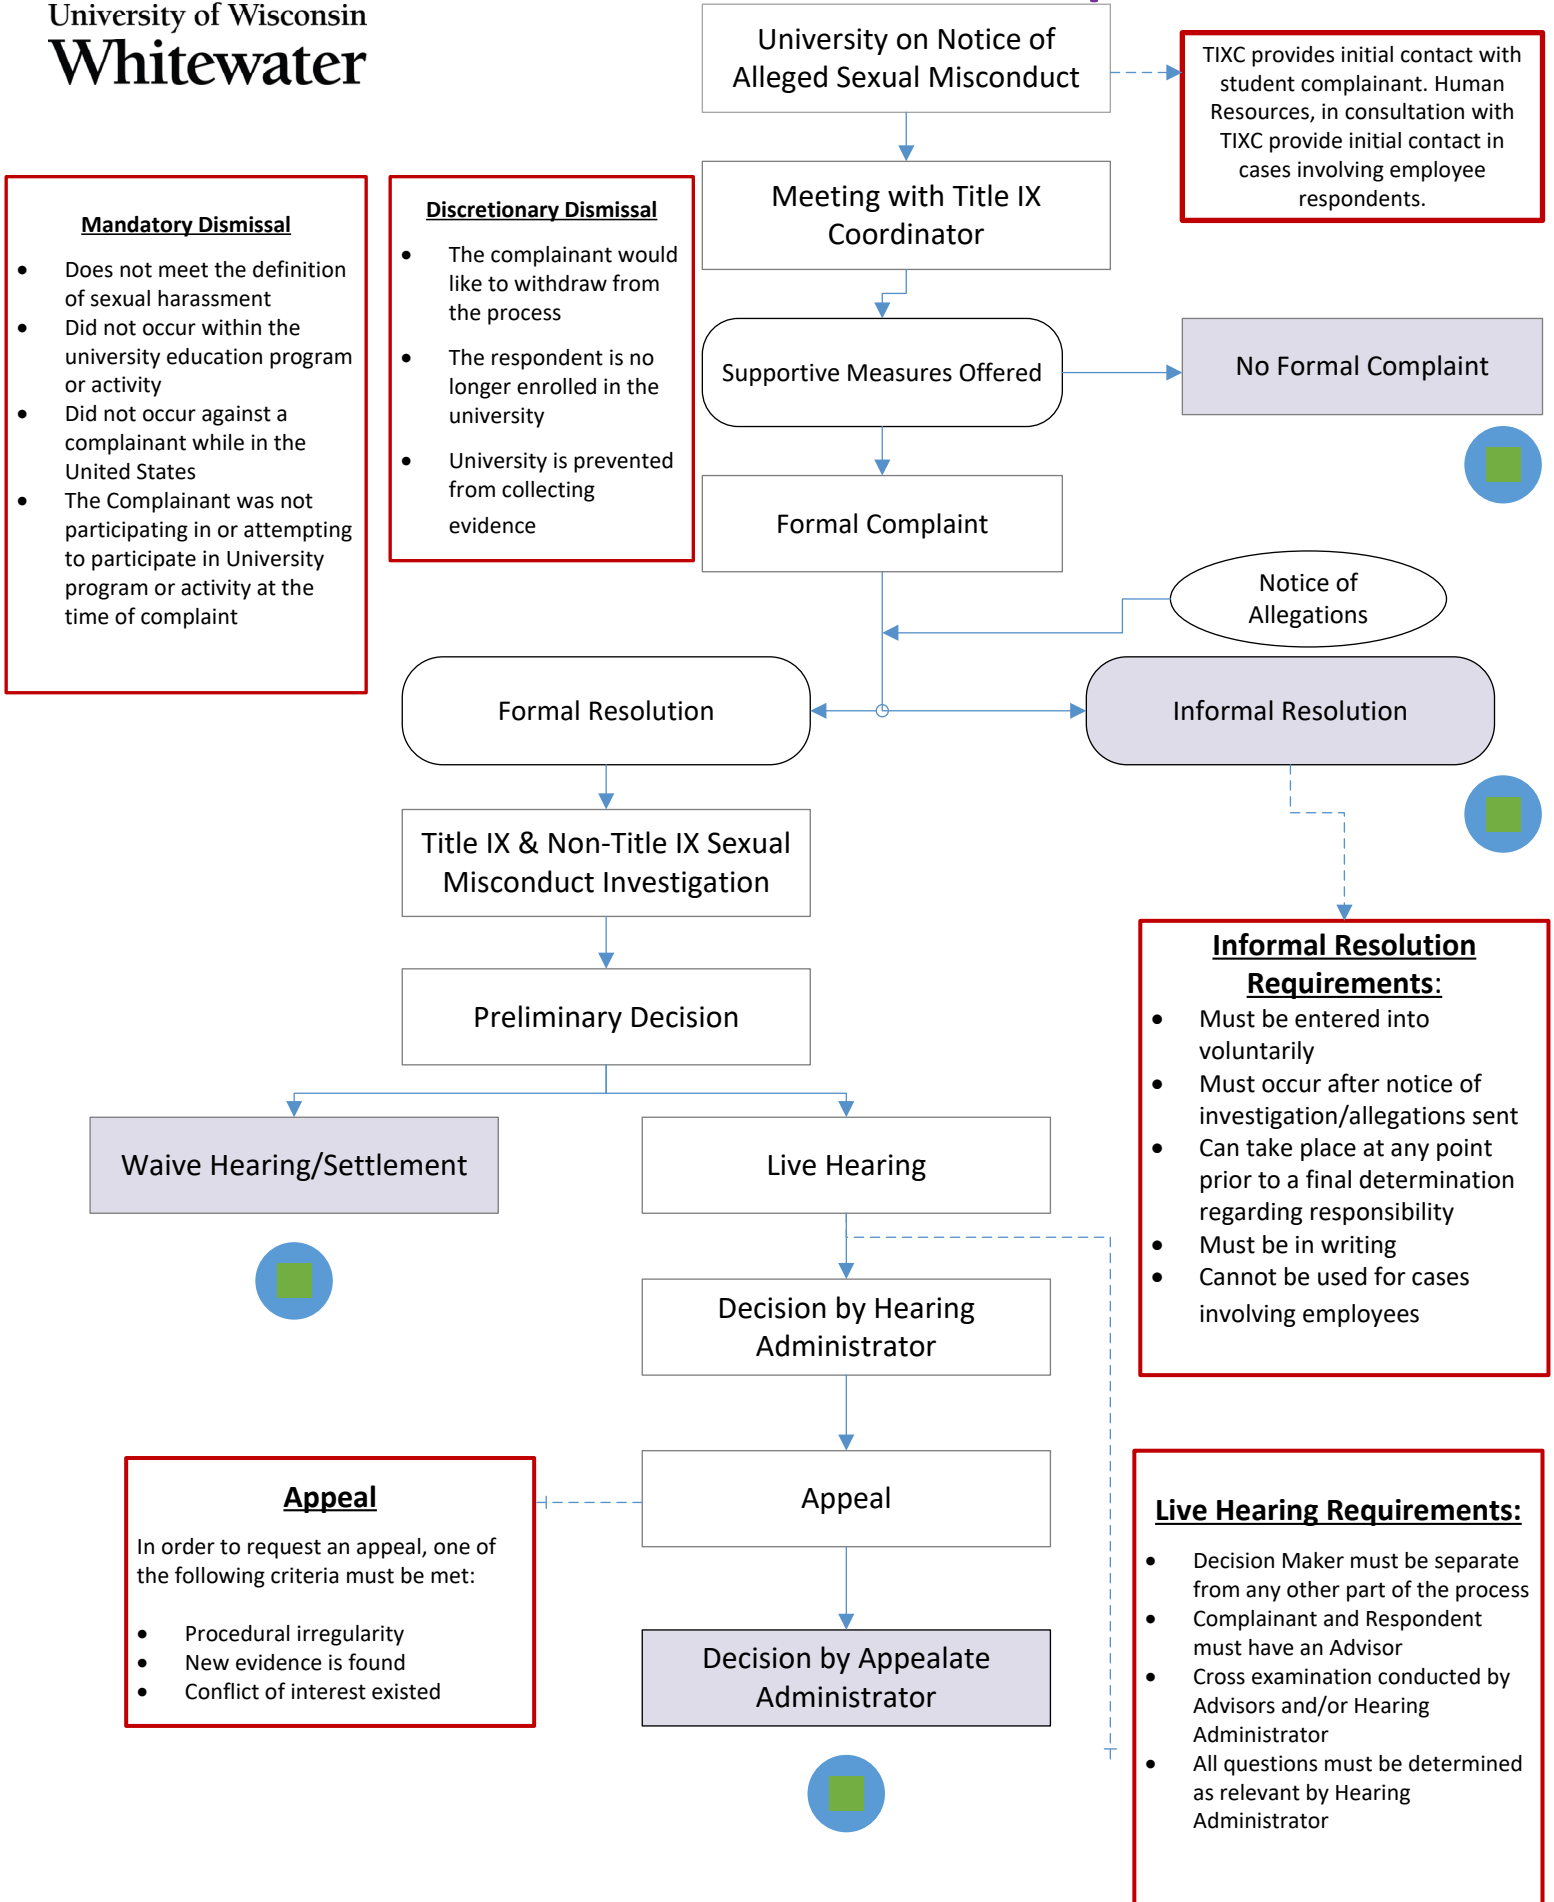 University of Wisconsin
Whitewater
University on Notice of
Alleged Sexual Misconduct
TIXC provides initial contact with
student complainant. Human
Resources, in consultation with
TIXC provide initial contact in
cases involving employee
respondents.
Mandatory Dismissal
• Does not meet the definition
of sexual harassment
• Did not occur within the
university education program
or activity
• Did not occur against a
complainant while in the
United States
• The Complainant was not
participating in or attempting
to participate in University
program or activity at the
time of complaint
Discretionary Dismissal
• The complainant would
like to withdraw from
the process
• The respondent is no
longer enrolled in the
university
• University is prevented
from collecting
evidence
Meeting with Title IX
Coordinator
Supportive Measures Offered
No Formal Complaint
Formal Complaint
Notice of
Allegations
Formal Resolution
Informal Resolution
Title IX & Non-Title IX Sexual
Misconduct Investigation
Preliminary Decision
Informal Resolution
Requirements:
• Must be entered into
voluntarily
• Must occur after notice of
investigation/allegations sent
• Can take place at any point
prior to a final determination
regarding responsibility
• Must be in writing
• Cannot be used for cases
involving employees
Waive Hearing/Settlement
Live Hearing
Decision by Hearing
Administrator
Appeal
In order to request an appeal, one of
the following criteria must be met:
• Procedural irregularity
• New evidence is found
• Conflict of interest existed
Appeal
Decision by Appealate
Administrator
Live Hearing Requirements:
• Decision Maker must be separate
from any other part of the process
• Complainant and Respondent
must have an Advisor
• Cross examination conducted by
Advisors and/or Hearing
Administrator
• All questions must be determined
as relevant by Hearing
Administrator